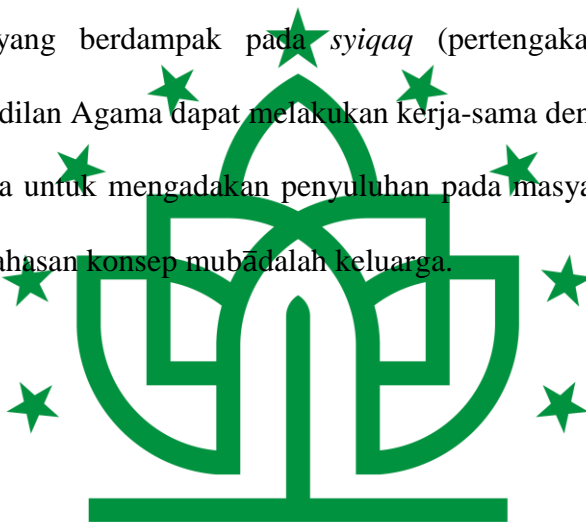 yang berdampak pada syiqaq (pertengaka
dilan Agama dapat melakukan kerja-sama den
a untuk mengadakan penyuluhan pada masya
ahasan konsep mubādalah keluarga.